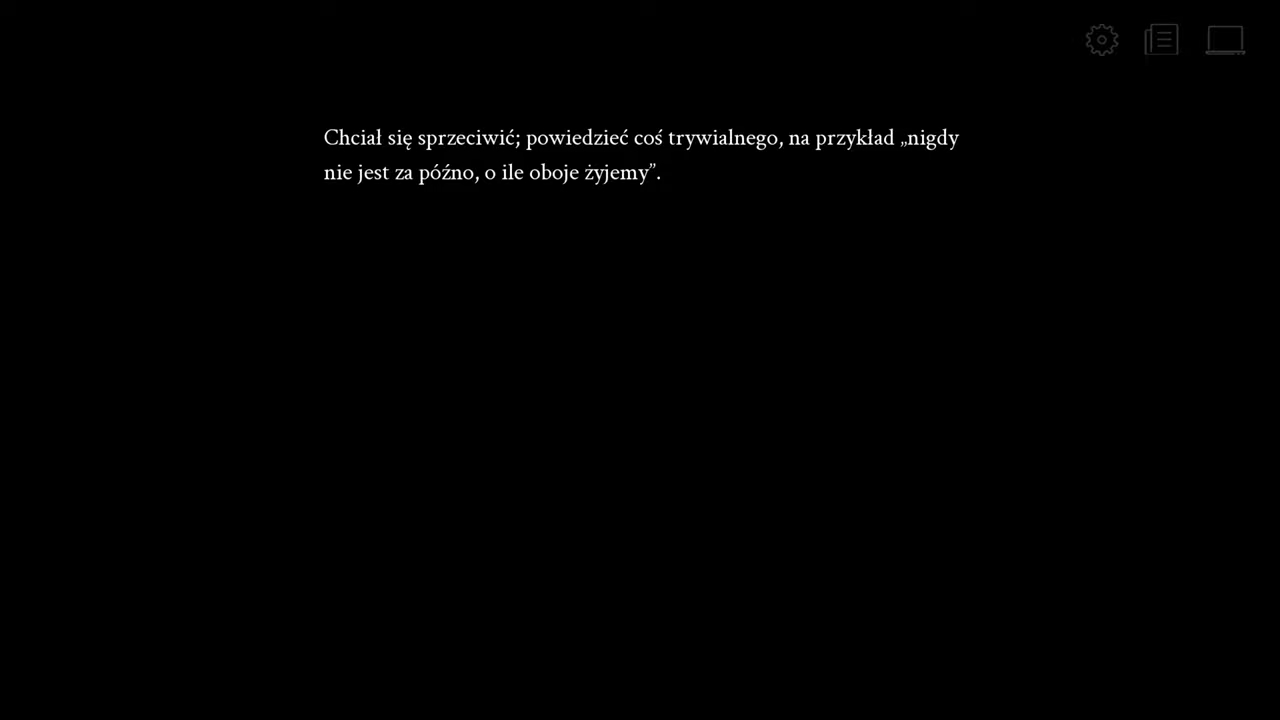 Chciał się sprzeciwić; powiedzieć coś trywialnego, na przykład „nigdy
nie jest za późno, o ile oboje żyjemy”.